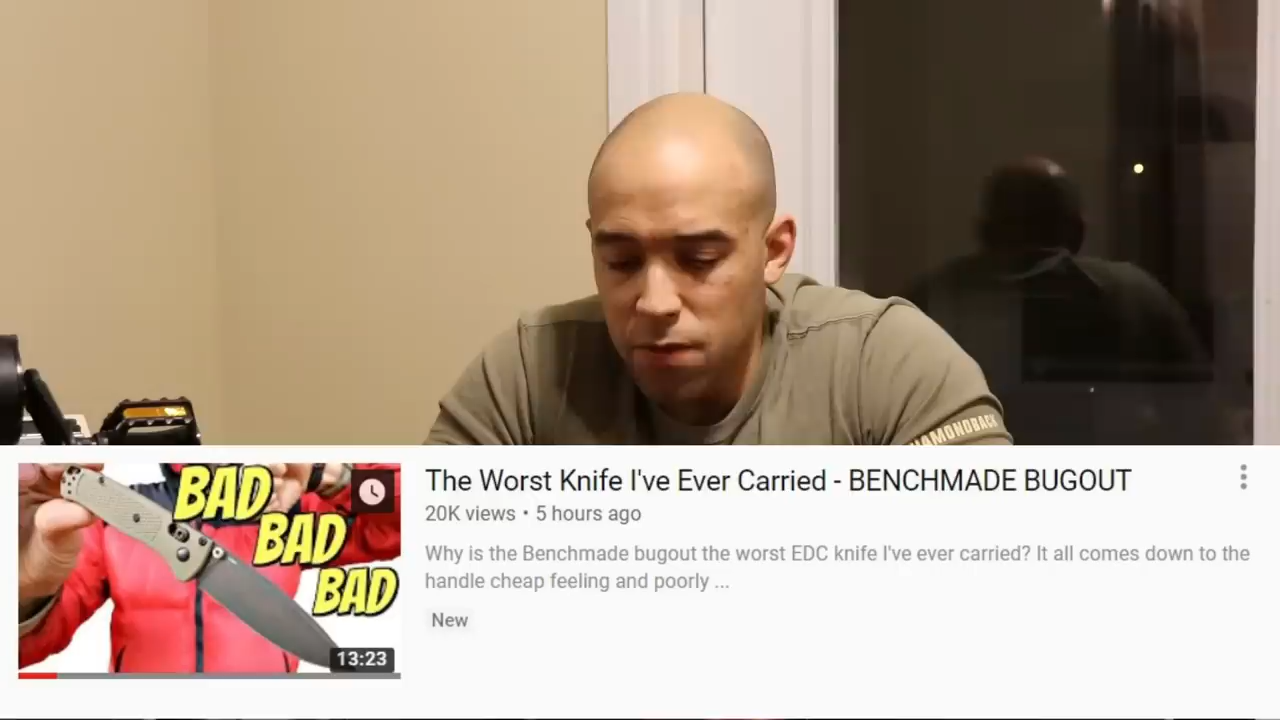 AMONDBACK
BAD
BAD
BAD
13:23
The Worst Knife I've Ever Carried - BENCHMADE BUGOUT
20K views • 5 hours ago
Why is the Benchmade bugout the worst EDC knife I've ever carried? It all comes down to the
handle cheap feeling and poorly ...
New